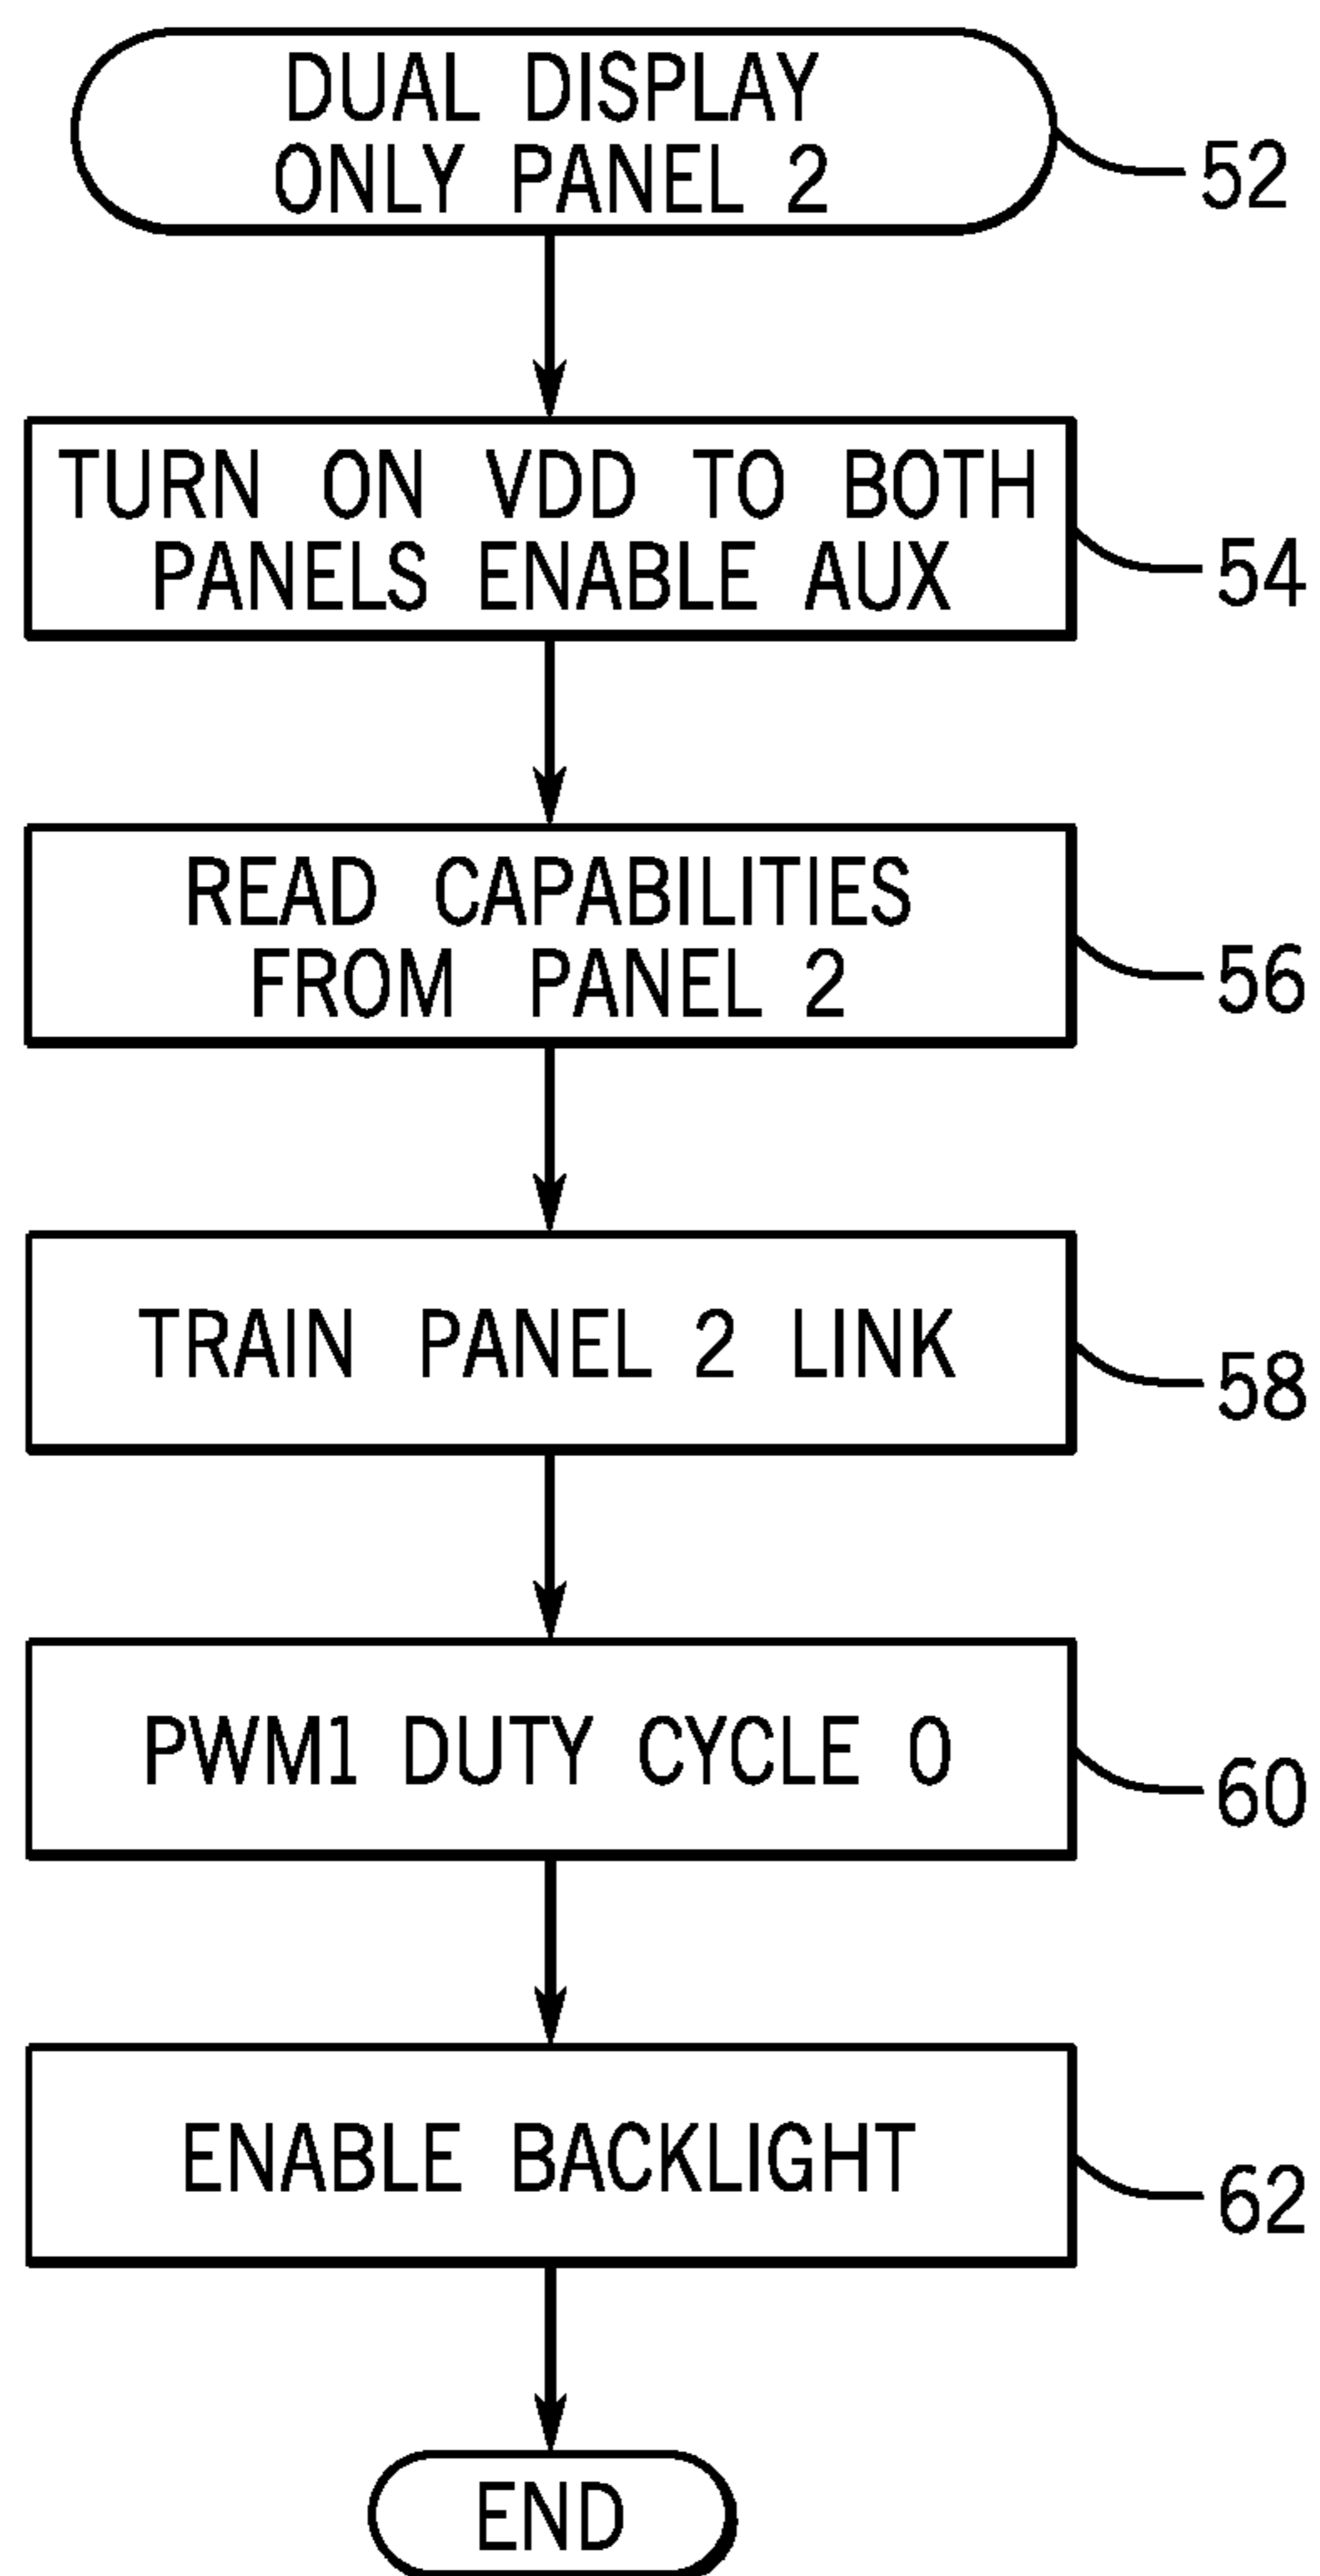 DUAL DISPLAY
ONLY PANEL 2
52
TURN ON VDD TO BOTH
PANELS ENABLE AUX
54
READ CAPABILITIES
FROM PANEL 2
56
TRAIN PANEL 2 LINK
58
PWM1 DUTY CYCLE 0
60
ENABLE BACKLIGHT
62
END